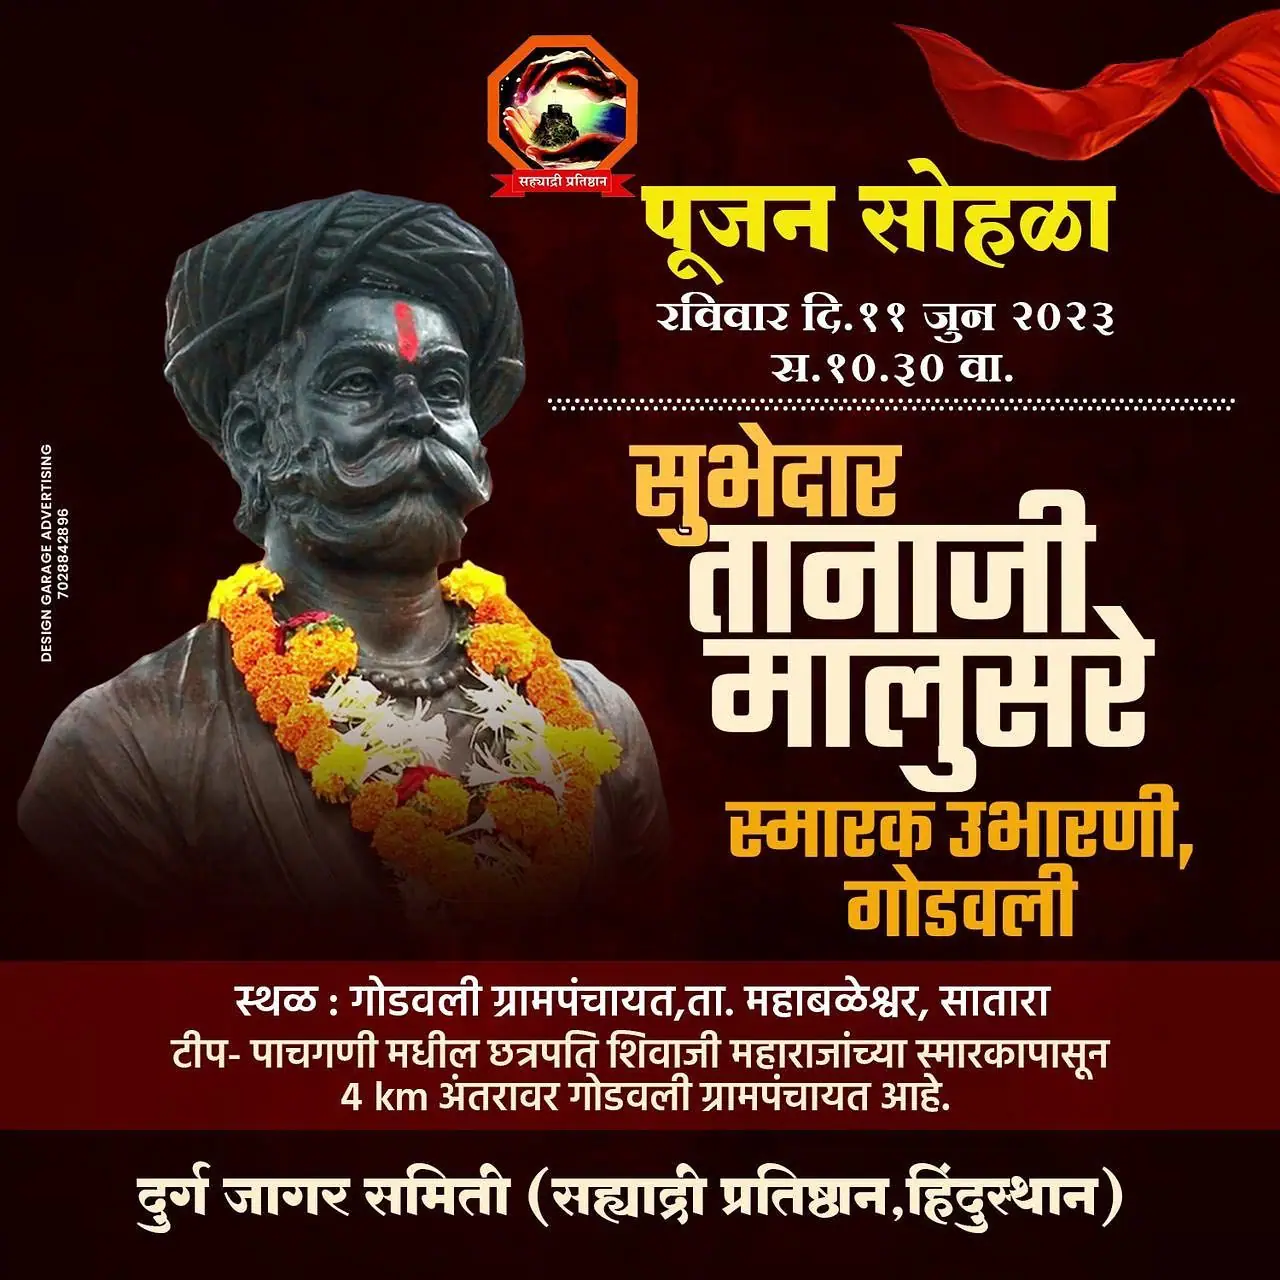 सह्याद्री प्रतिष्ठान
पूजन सोहळा
रविवार दि.११ जुन २०२३
स.१०.३० वा.
सुभेदार
तानाजी
मालुसरे
स्मारक उभारणी,
गोडवली
DESIGN GARAGE ADVERTISING
7028842896
स्थळ : गोडवली ग्रामपंचायत,ता. महाबळेश्वर, सातारा
टीप- पाचगणी मधील छत्रपति शिवाजी महाराजांच्या स्मारकापासून
4 km अंतरावर गोडवली ग्रामपंचायत आहे.
दुर्ग जागर समिती (सह्याद्री प्रतिष्ठान,हिंदुस्थान)